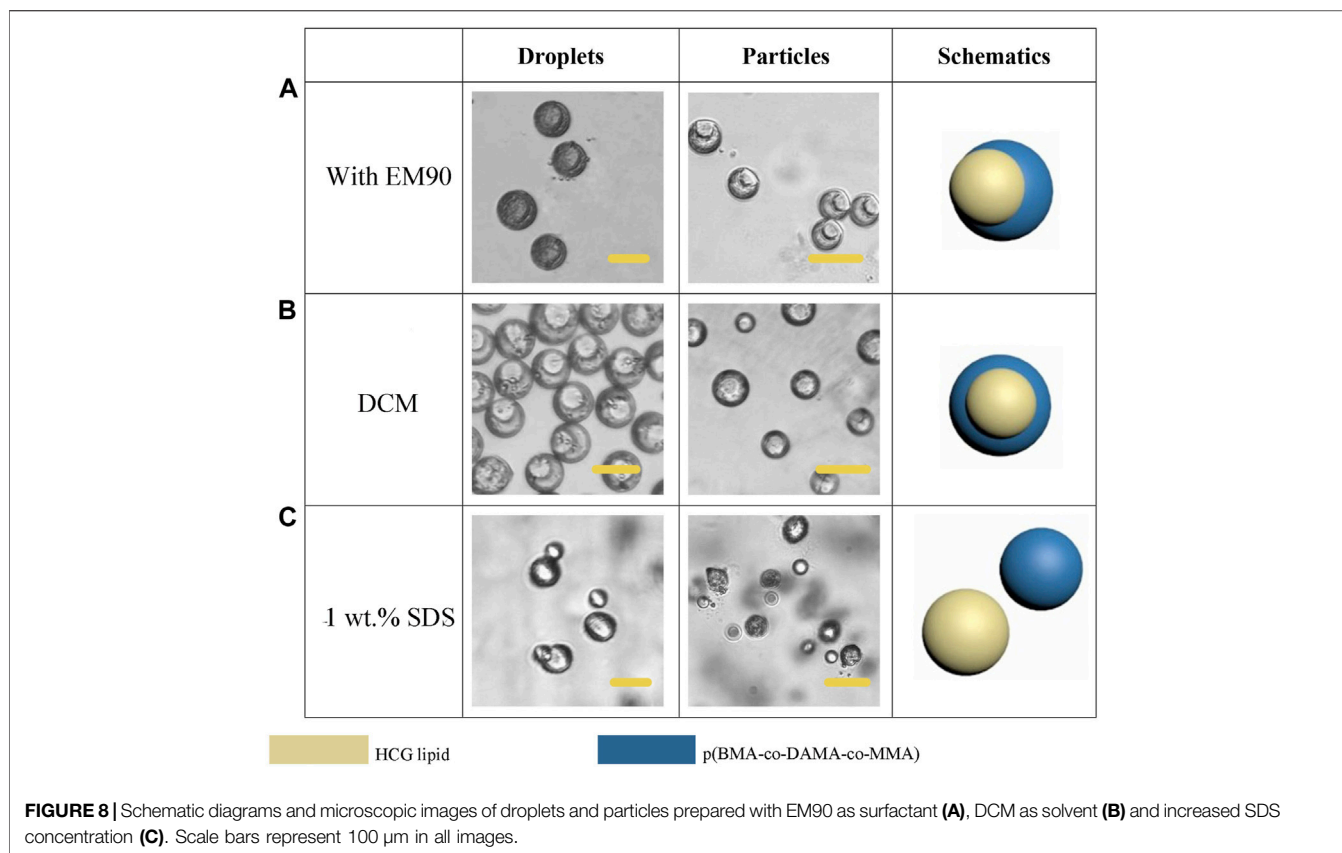 Droplets Particles Schematics
A
With EM90
B
DCM
C
1 wt.% SDS
HCG lipid p(BMA-co-DAMA-co-MMA)
FIGURE 8 | Schematic diagrams and microscopic images of droplets and particles prepared with EM90 as surfactant (A), DCM as solvent (B) and increased SDS
concentration (C). Scale bars represent 100 μm in all images.